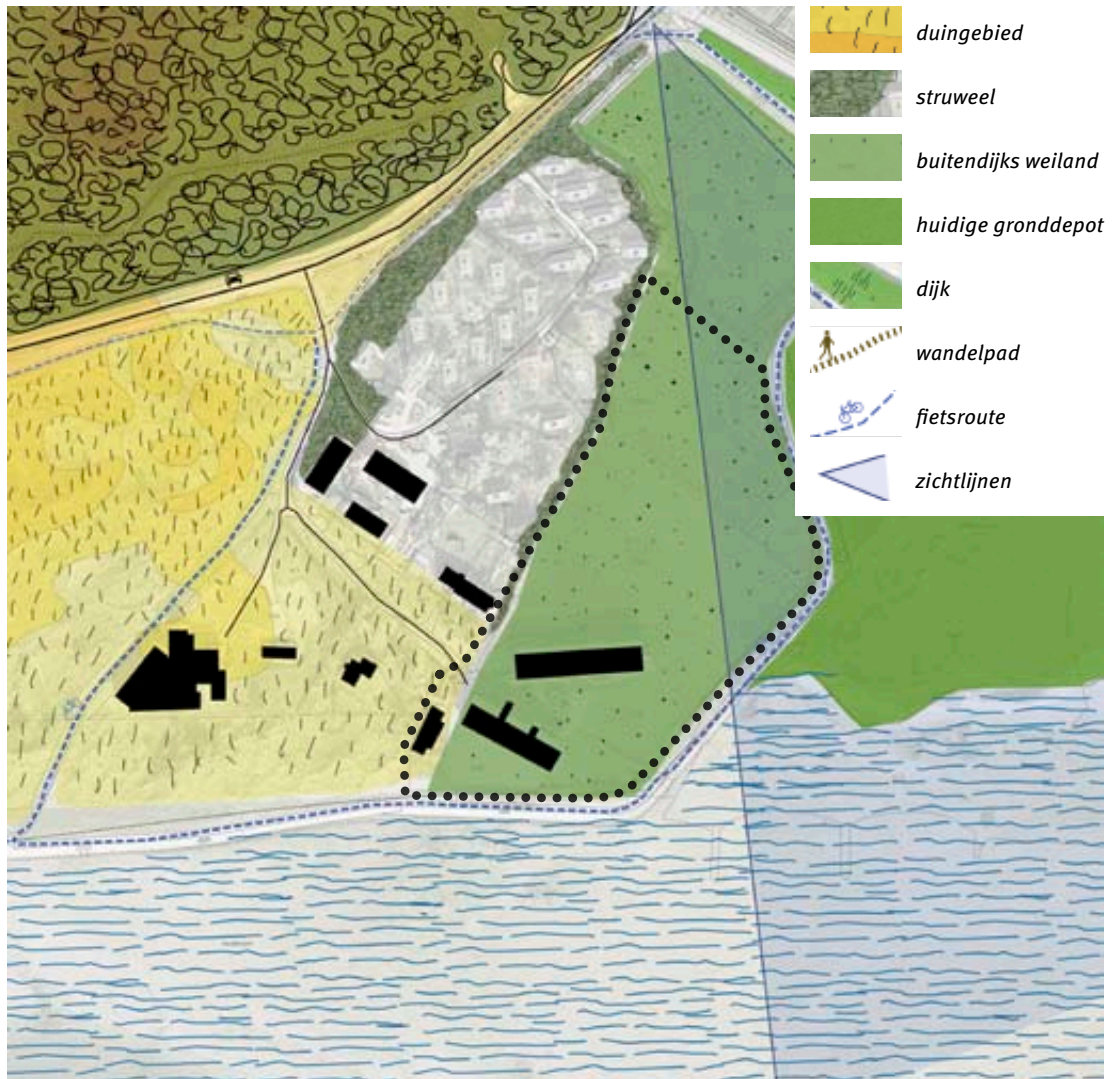 duingebied
struweel
buitendijks weiland
huidige gronddepot
dijk
wandelpad
fietsroute
zichtlijnen